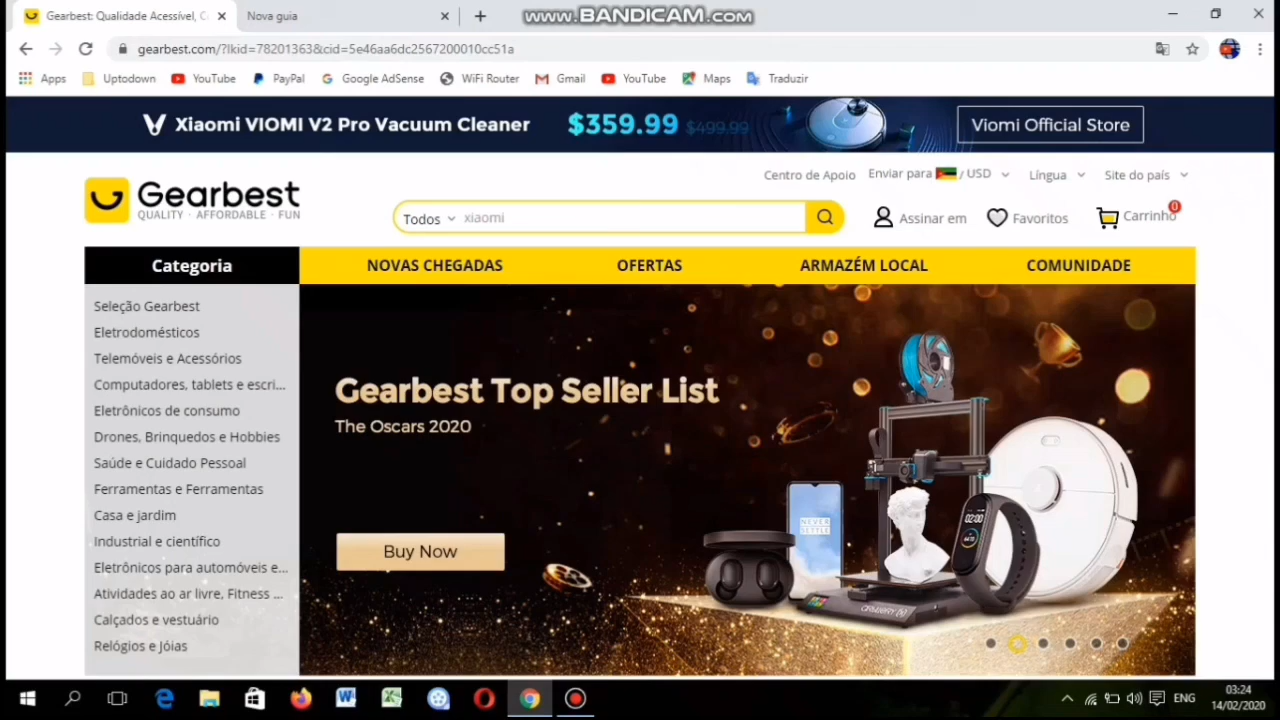 Gearbest: Qualidade Acessível, C
Nova guia
www.BANDICAM.com
gearbest.com/?lkid=78201363&cid=5e46aa6dc2567200010cc51a
Apps
Uptodown
YouTube
PayPal
Google AdSense
WiFi Router
Gmail
YouTube
Maps
Traduzir
Xiaomi VIOMI V2 Pro Vacuum Cleaner
$359.99 $499.99
Viomi Official Store
Centro de Apoio
Enviar para / USD
Língua
Site do país
Gearbest
QUALITY · AFFORDABLE · FUN
Todos
xiaomi
Assinar em
Favoritos
Carrinho
0
Categoria
NOVAS CHEGADAS
OFERTAS
ARMAZÉM LOCAL
COMUNIDADE
Seleção Gearbest
Eletrodomésticos
Telemóveis e Acessórios
Computadores, tablets e escri...
Eletrônicos de consumo
Drones, Brinquedos e Hobbies
Saúde e Cuidado Pessoal
Ferramentas e Ferramentas
Casa e jardim
Industrial e científico
Eletrônicos para automóveis e...
Atividades ao ar livre, Fitness ...
Calçados e vestuário
Relógios e Jóias
Gearbest Top Seller List
The Oscars 2020
Buy Now
NEVER
SETTLE
02:00
ENG
03:24
14/02/2020